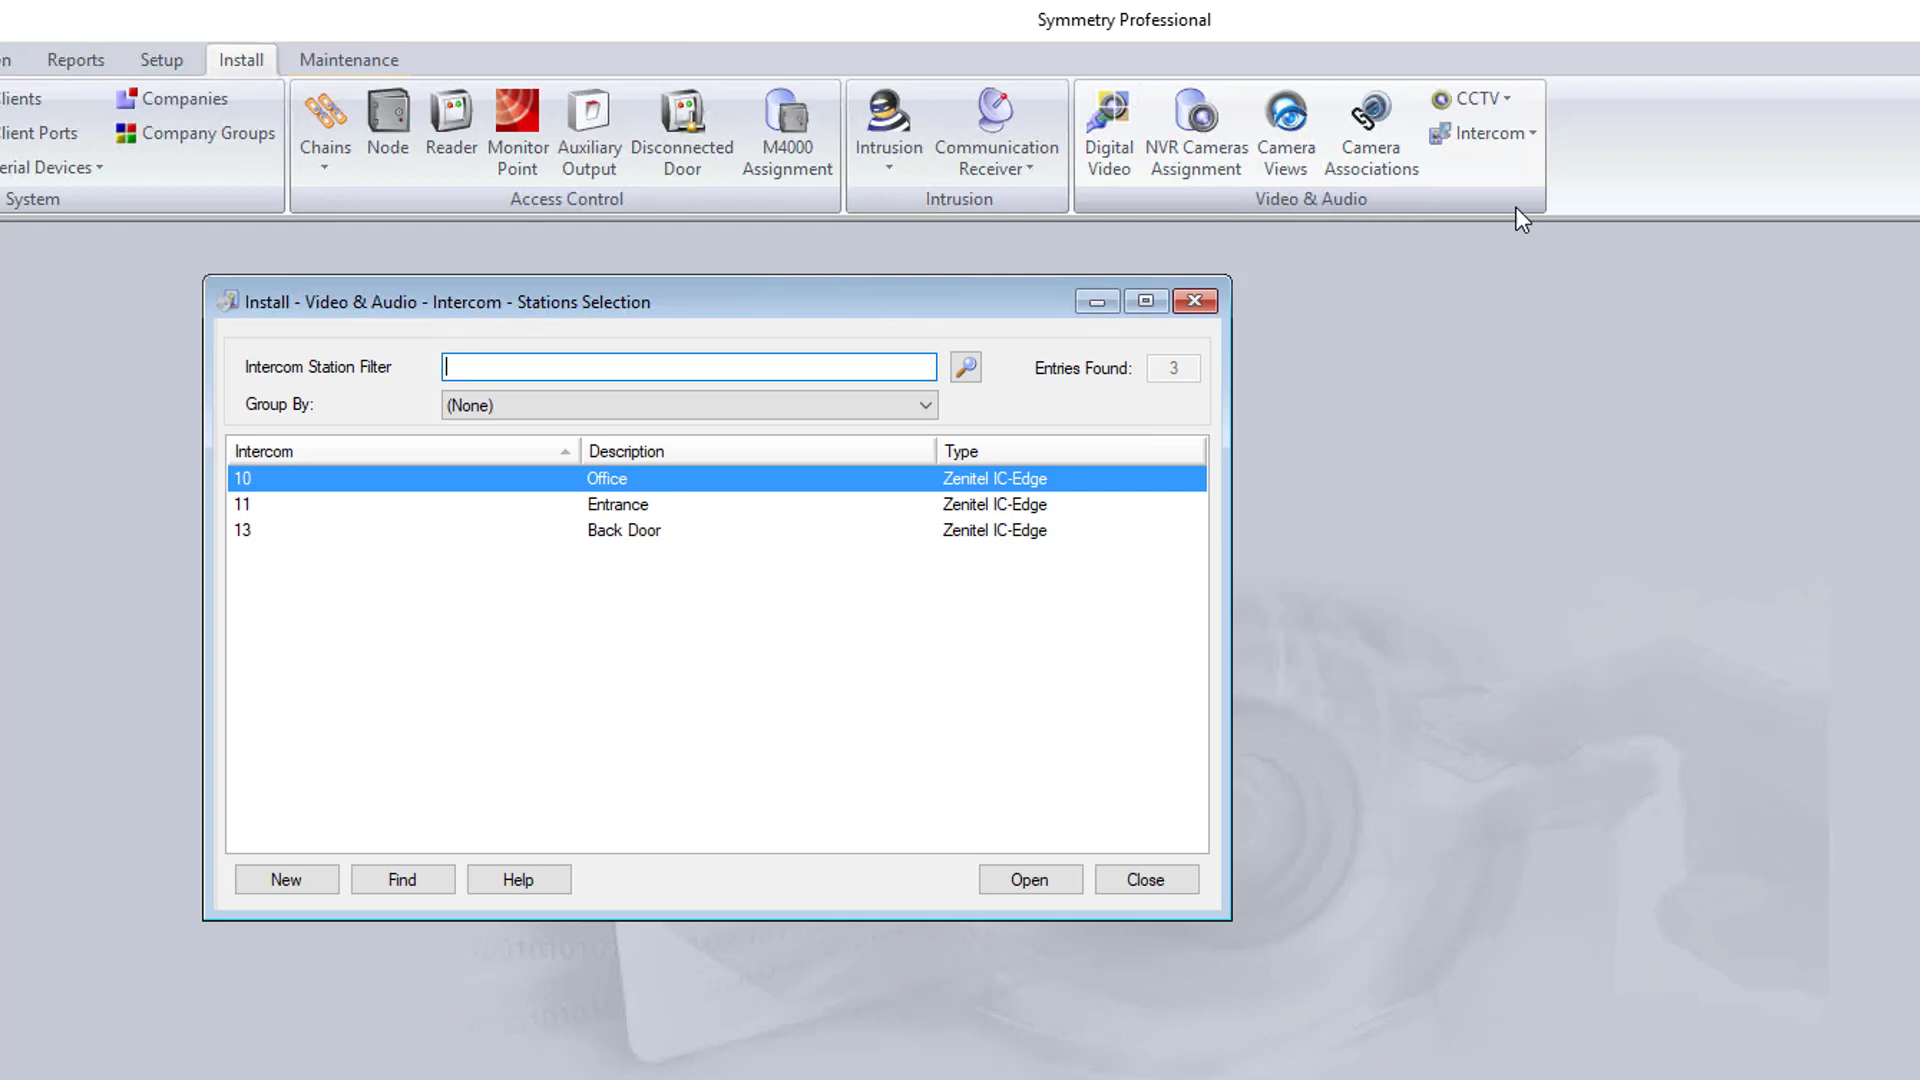 Symmetry Professional
Reports Setup Install Maintenance
Companies
Company Groups
Chains Node Reader Monitor Point Auxiliary Output Disconnected Door M4000 Assignment
Intrusion Communication Receiver
Digital Video NVR Cameras Assignment Camera Views Camera Associations
CCTV
Intercom
lients
lient Ports
erial Devices
System Access Control Intrusion Video & Audio
Install - Video & Audio - Intercom - Stations Selection
Intercom Station Filter
Entries Found: 3
Group By: (None)
Intercom Description Type
10 Office Zenitel IC-Edge
11 Entrance Zenitel IC-Edge
13 Back Door Zenitel IC-Edge
New Find Help Open Close